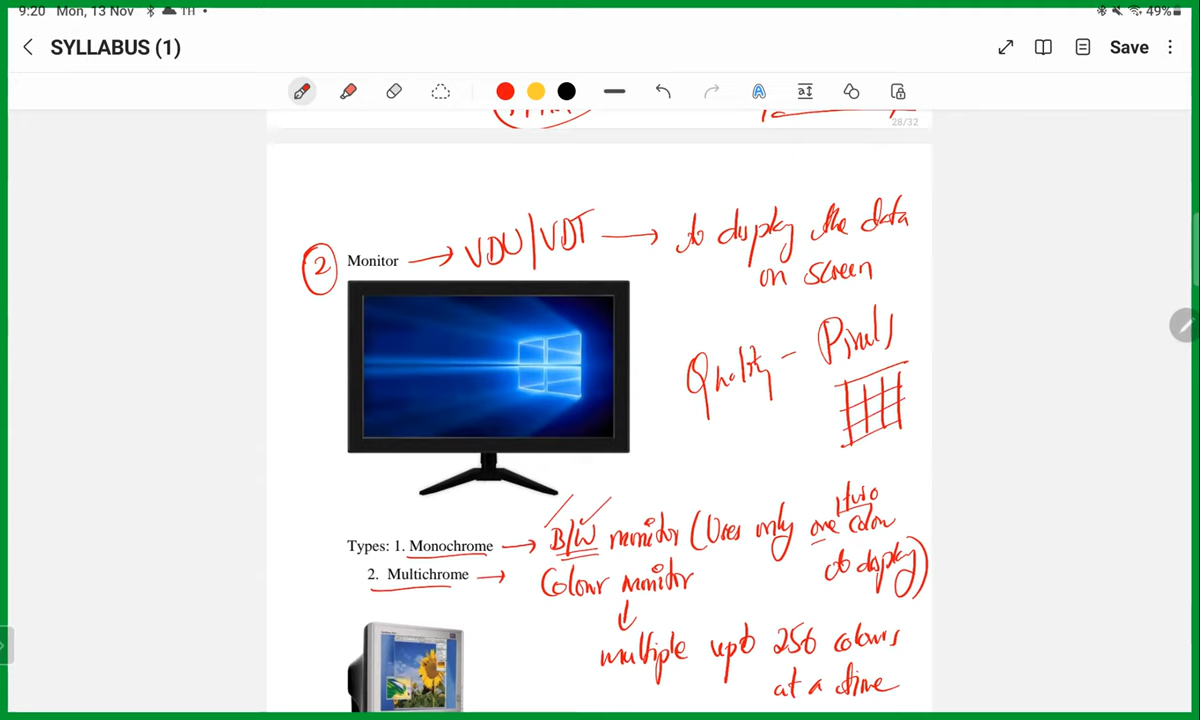 9:20 Mon, 13 Nov TH •
49%
SYLLABUS (1)
Save
28/32
2 Monitor → VDU/VDT → to display the data
on screen
Quality - Pixels
/two
Types: 1. Monochrome → B/W monitor (Uses only one color
to display)
2. Multichrome → Colour monitor
↓
multiple upto 256 colours
at a time